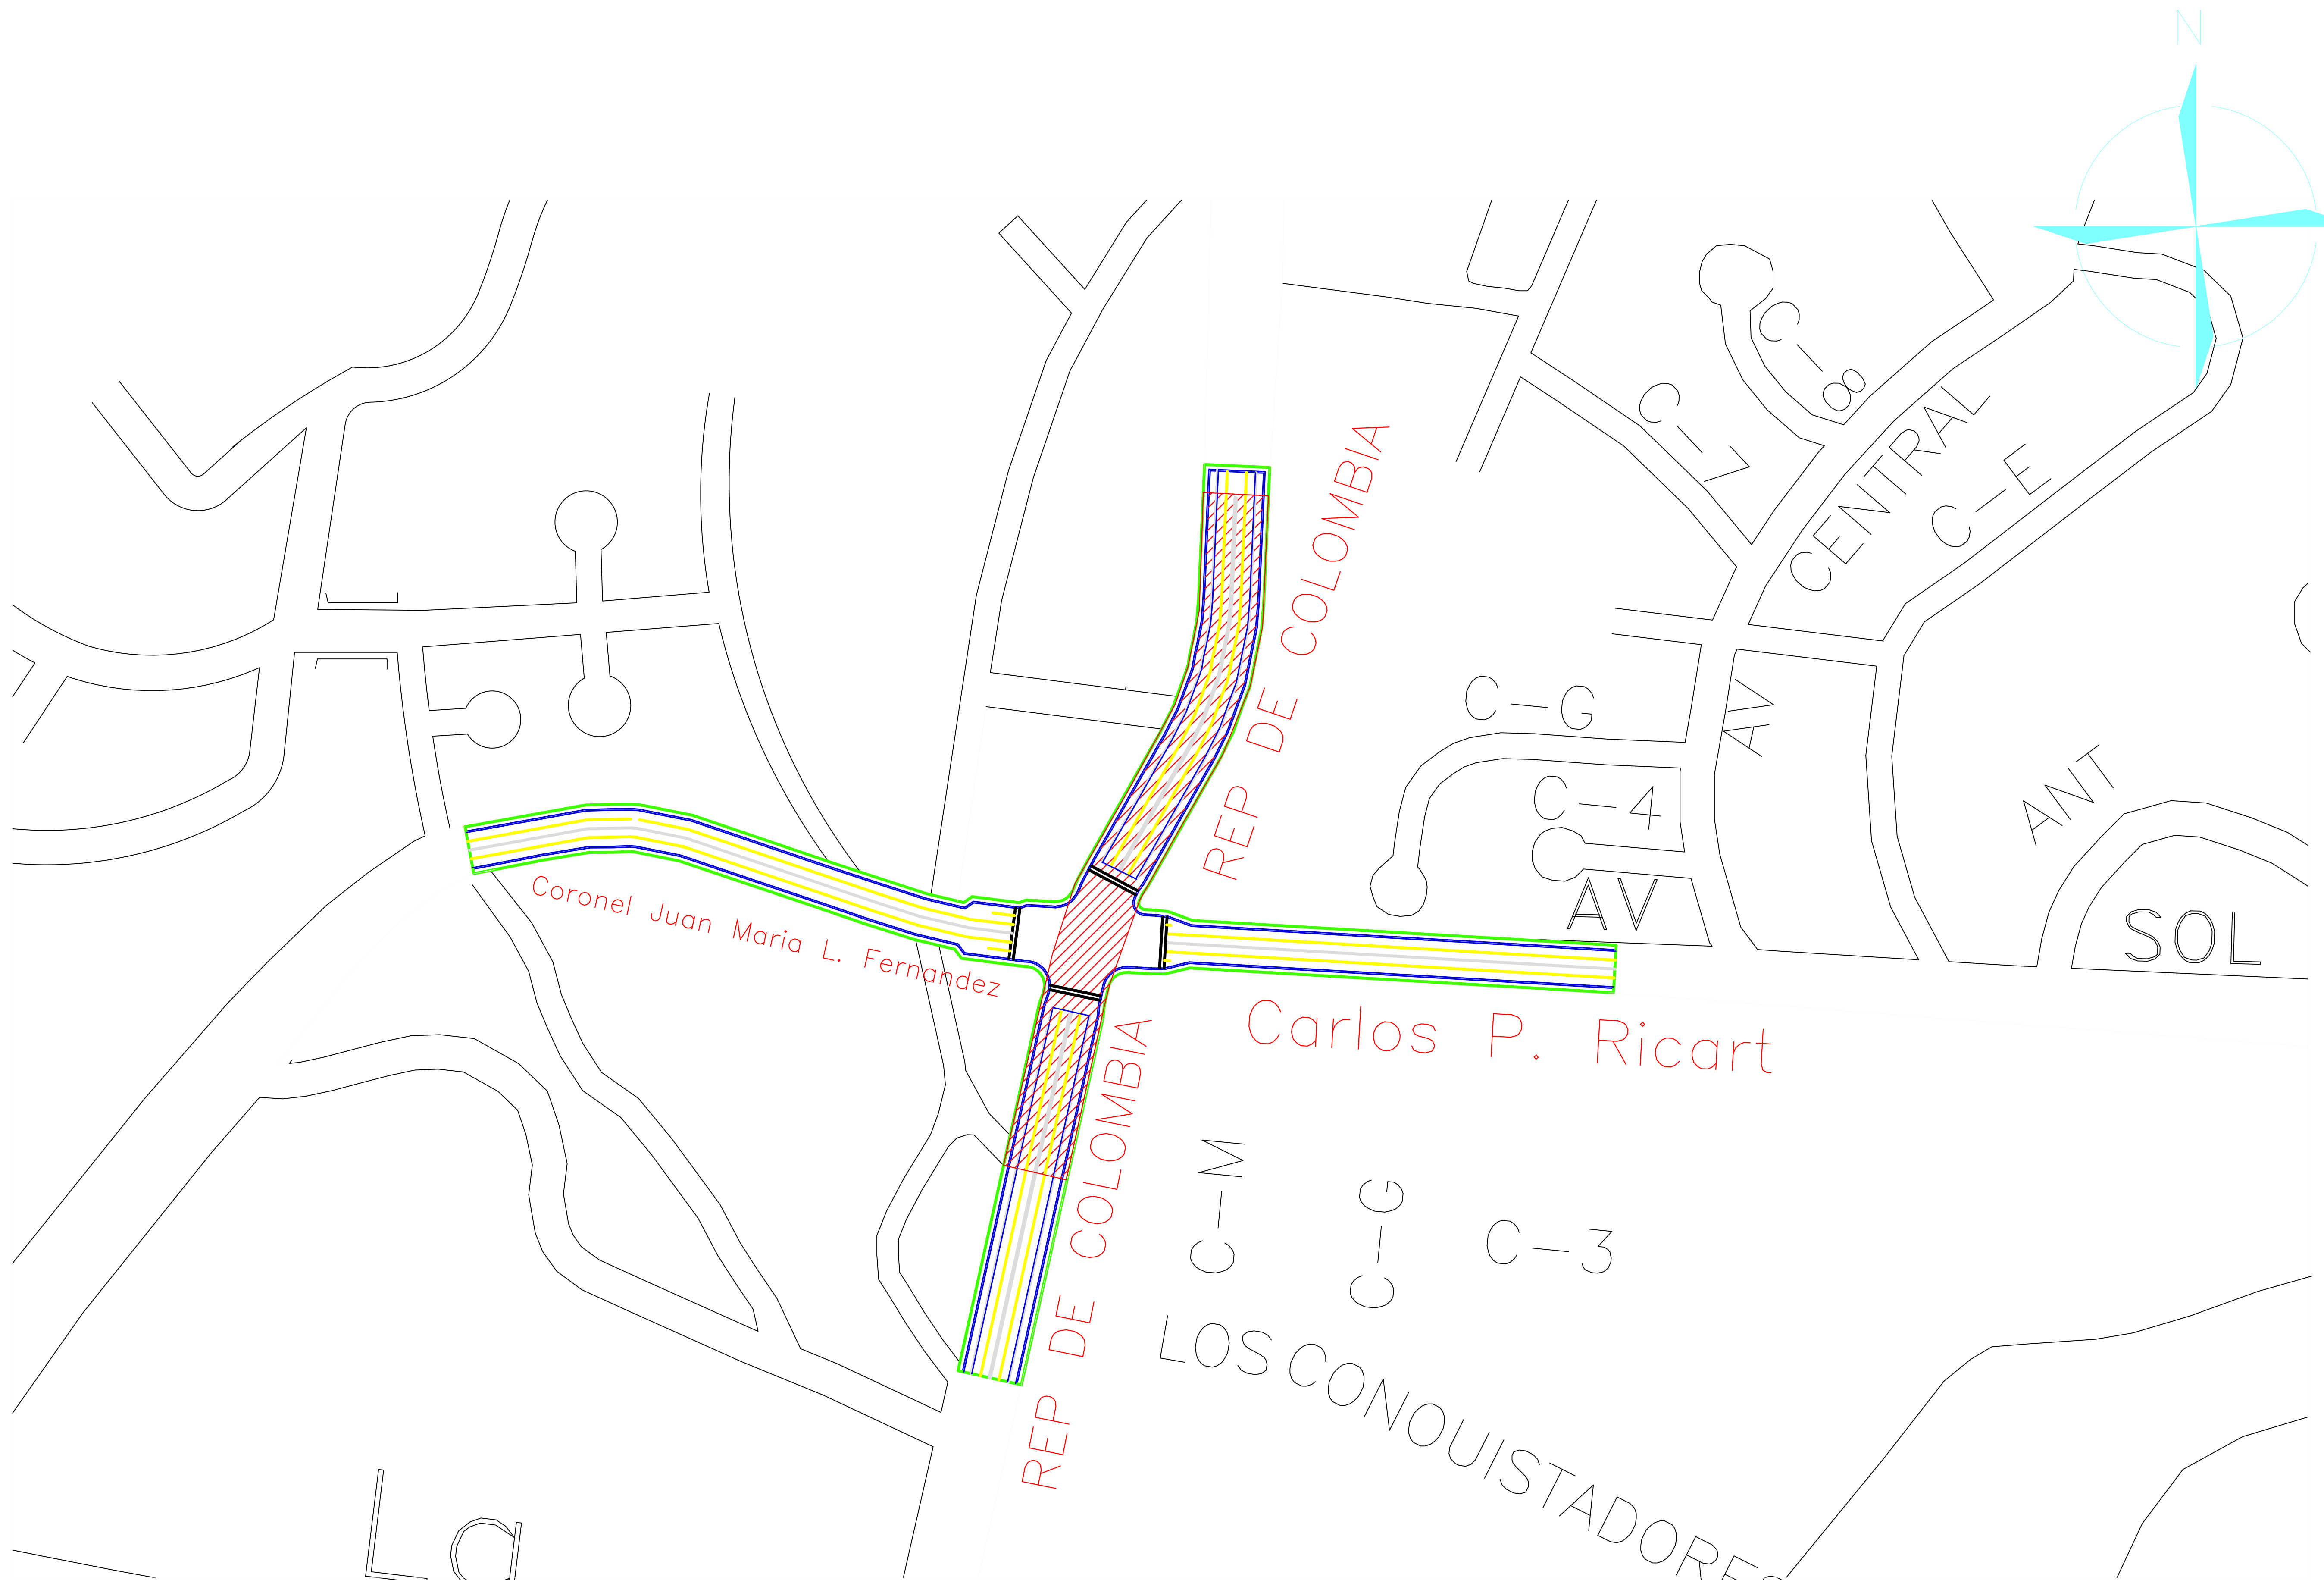 N
REP DE COLOMBIA
C-8
C-7
AV CENTRAL
C-E
C-G
C-4
AV
ANT
SOL
Coronel Juan Maria L. Fernandez
Carlos P. Ricart
REP DE COLOMBIA
C-M
C-G
C-3
LOS CONQUISTADORES
La